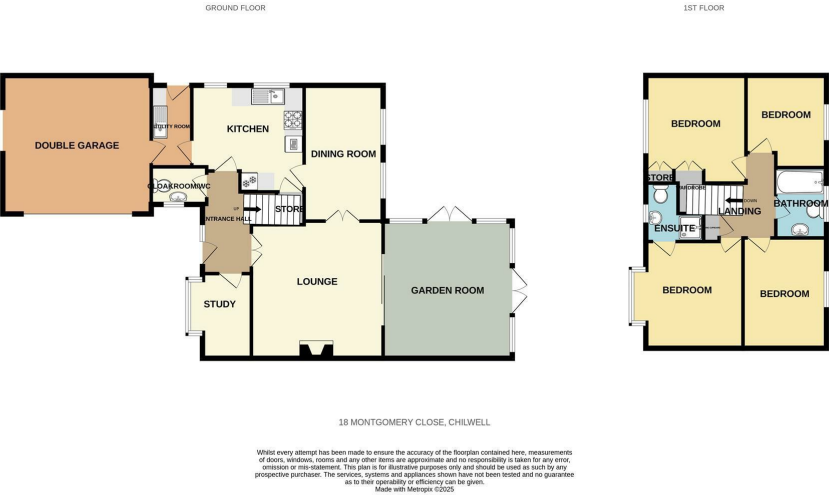 GROUND FLOOR
1ST FLOOR
DOUBLE GARAGE
UTILITY ROOM
KITCHEN
DINING ROOM
CLOAKROOM/WC
UP
STORE
ENTRANCE HALL
LOUNGE
GARDEN ROOM
STUDY
BEDROOM
BEDROOM
STORE
WARDROBE
DOWN
LANDING
BATHROOM
ENSUITE
BEDROOM
BEDROOM
18 MONTGOMERY CLOSE, CHILWELL
Whilst every attempt has been made to ensure the accuracy of the floorplan contained here, measurements
of doors, windows, rooms and any other items are approximate and no responsibility is taken for any error,
omission or mis-statement. This plan is for illustrative purposes only and should be used as such by any
prospective purchaser. The services, systems and appliances shown have not been tested and no guarantee
as to their operability or efficiency can be given.
Made with Metropix ©2025